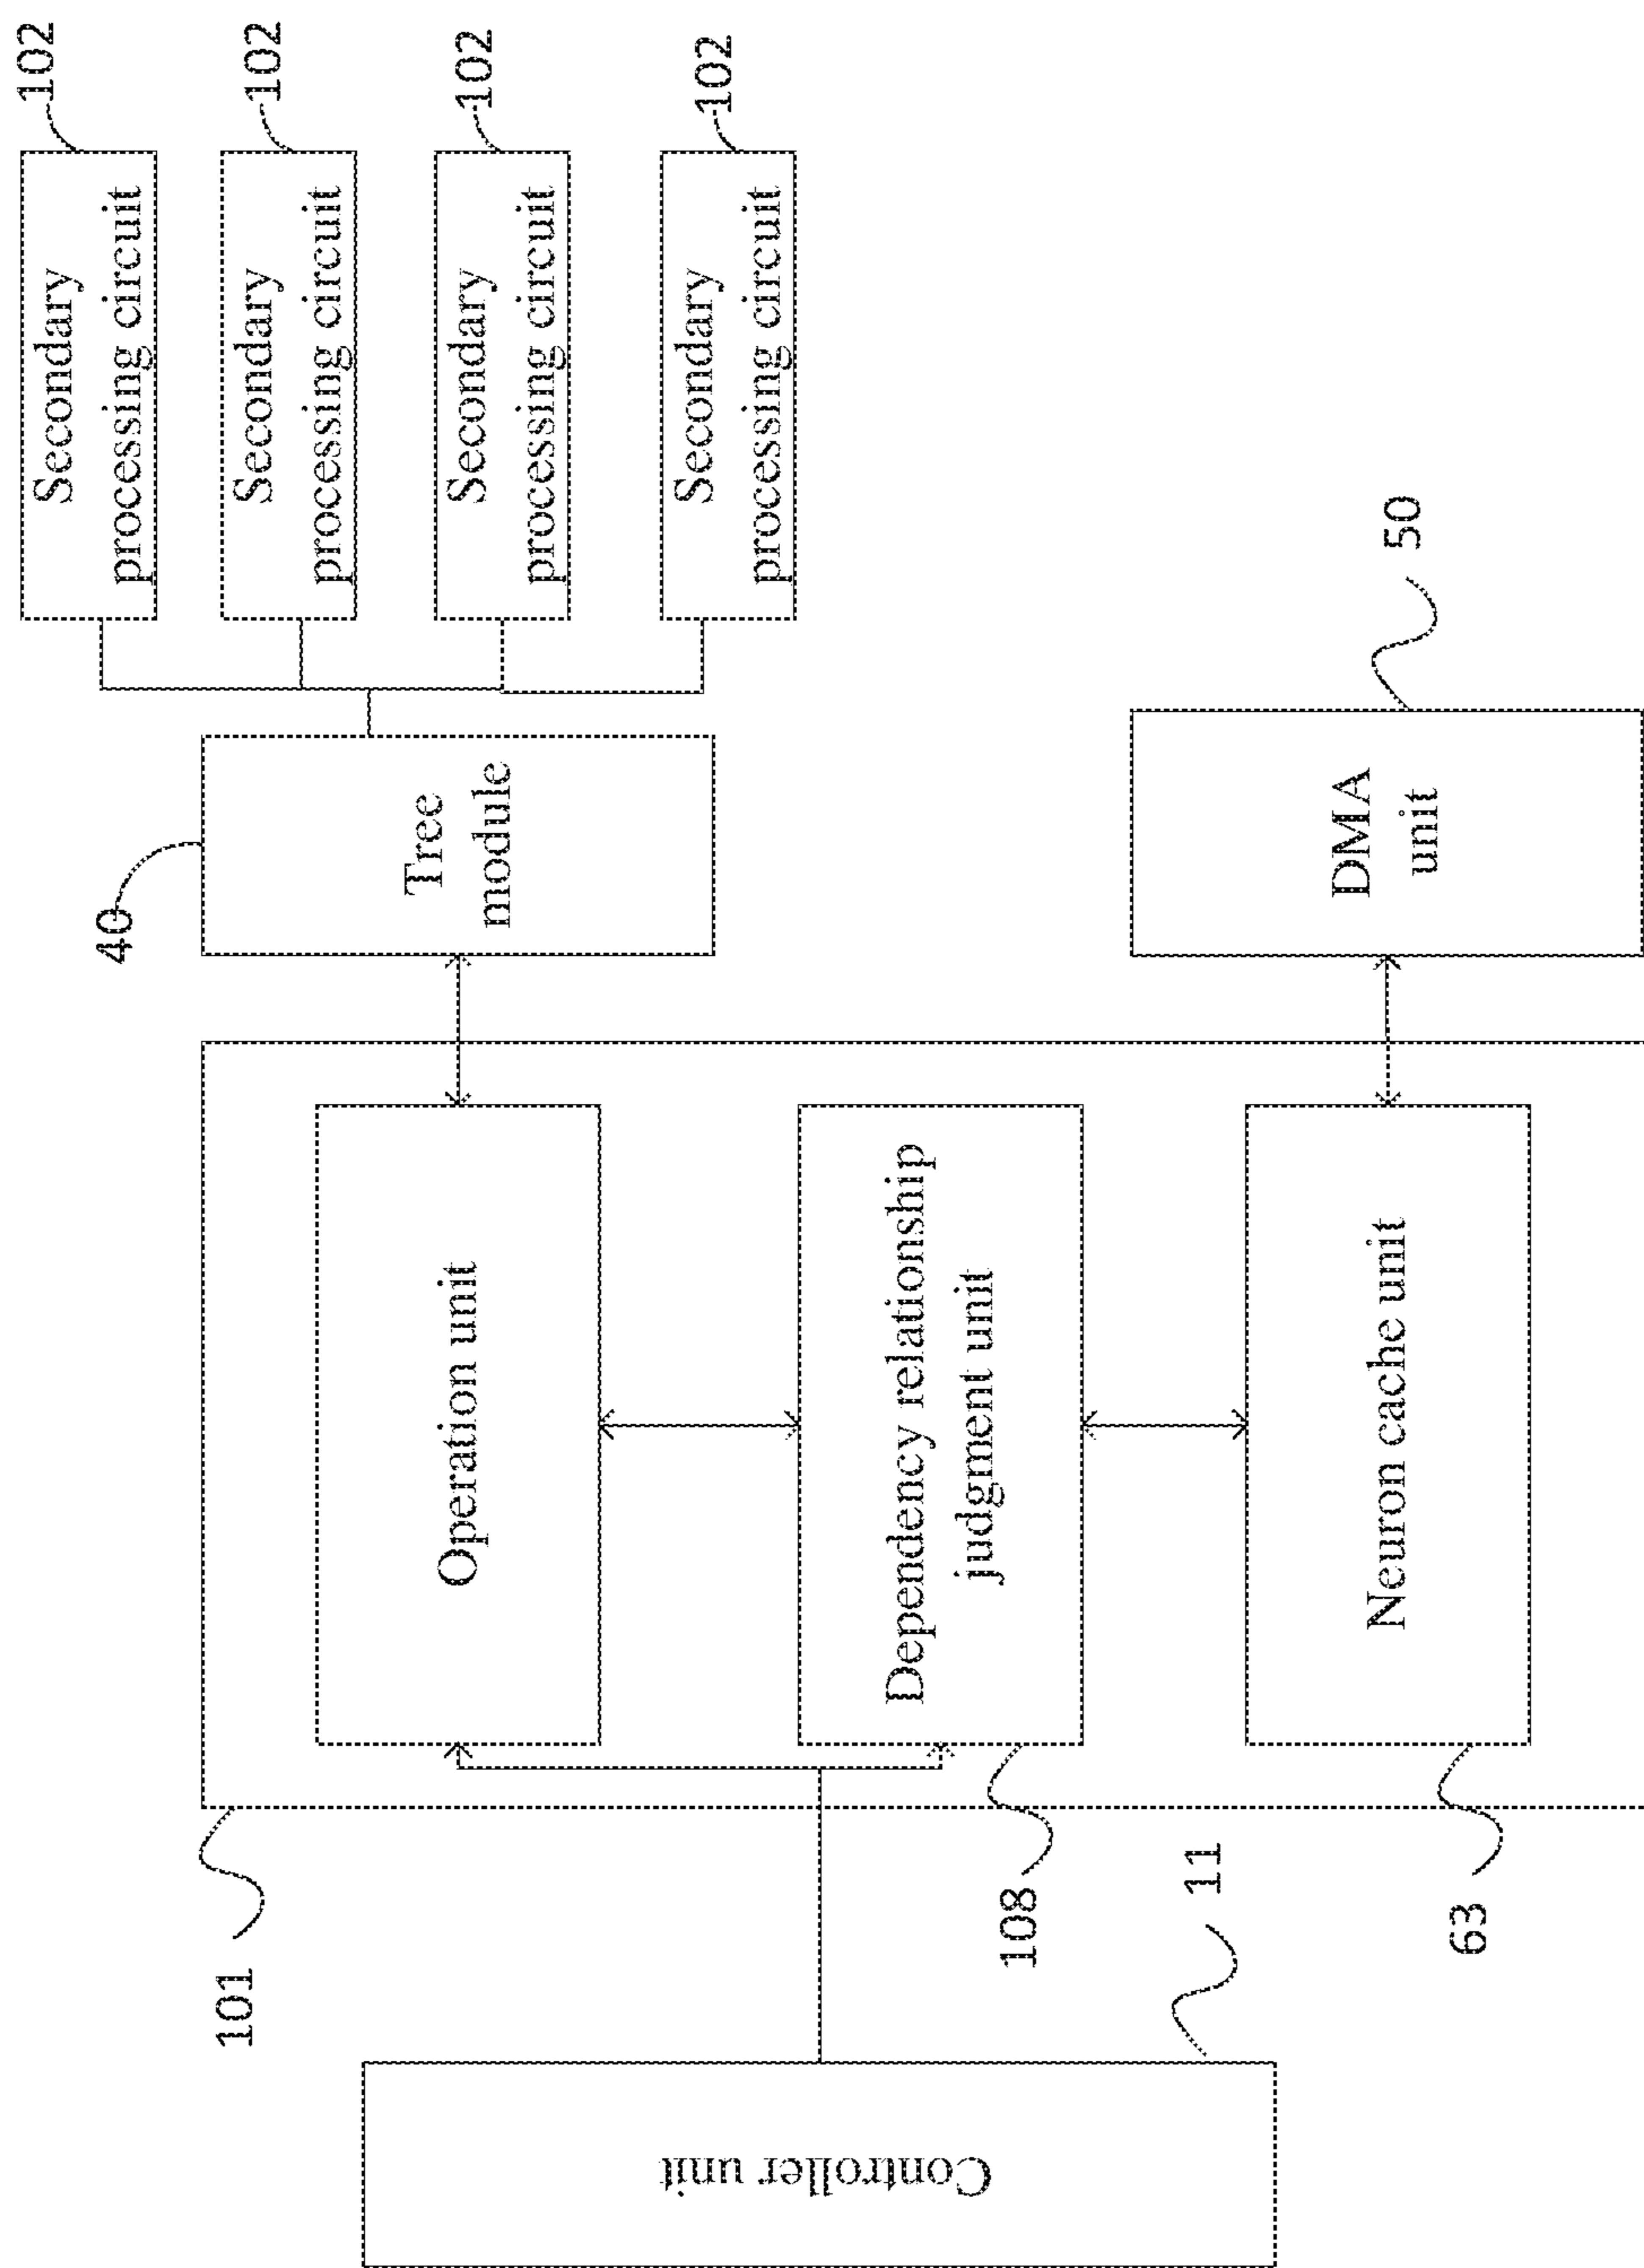 Controller unit
11
101
Operation unit
Dependency relationship
judgment unit
108
Neuron cache unit
63
40
Tree
module
DMA
unit
50
Secondary
processing circuit
102
Secondary
processing circuit
102
Secondary
processing circuit
102
Secondary
processing circuit
102